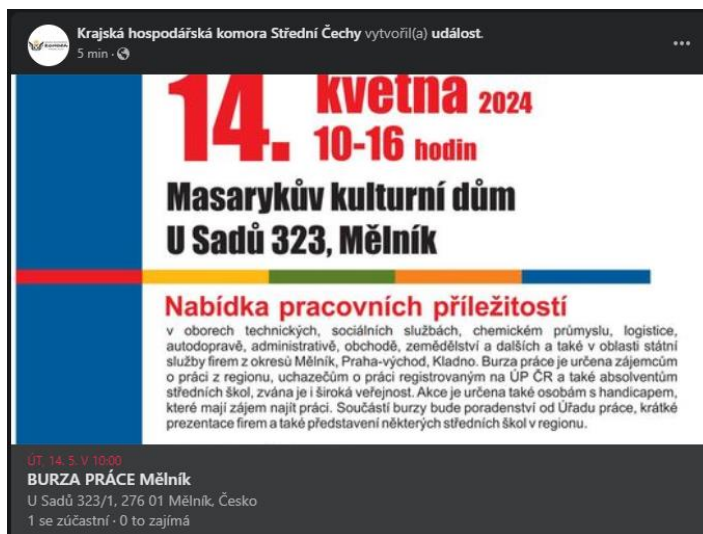 Krajská hospodářská komora Střední Čechy vytvořil(a) událost.
5 min ·
14. května 2024
10-16 hodin
Masarykův kulturní dům
U Sadů 323, Mělník
Nabídka pracovních příležitostí
v oborech technických, sociálních službách, chemickém průmyslu, logistice,
autodopravě, administrativě, obchodě, zemědělství a dalších a také v oblasti státní
služby firem z okresů Mělník, Praha-východ, Kladno. Burza práce je určena zájemcům
o práci z regionu, uchazečům o práci registrovaným na ÚP ČR a také absolventům
středních škol, zvána je i široká veřejnost. Akce je určena také osobám s handicapem,
které mají zájem najít práci. Součástí burzy bude poradenství od Úřadu práce, krátké
prezentace firem a také představení některých středních škol v regionu.
ÚT, 14. 5. V 10:00
BURZA PRÁCE Mělník
U Sadů 323/1, 276 01 Mělník, Česko
1 se zúčastní · 0 to zajímá